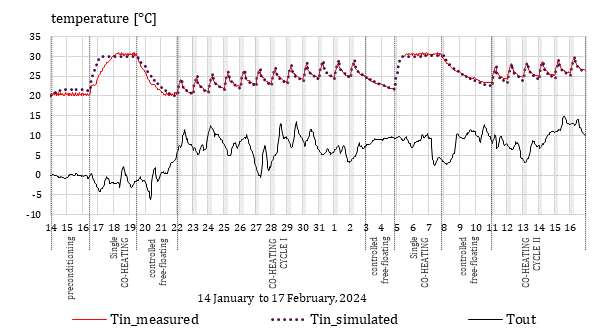 temperature [°C]
35
30
25
20
15
10
5
0
-5
-10
14 15 16 17 18 19 20 21 22 23 24 25 26 27 28 29 30 31 1 2 3 4 5 6 7 8 9 10 11 12 13 14 15 16
preconditioning
Single
CO-HEATING
controlled
free-floating
CO-HEATING
CYCLE I
controlled
free-floating
Single
CO-HEATING
controlled
free-floating
CO-HEATING
CYCLE II
14 January to 17 February, 2024
Tin_measured Tin_simulated Tout